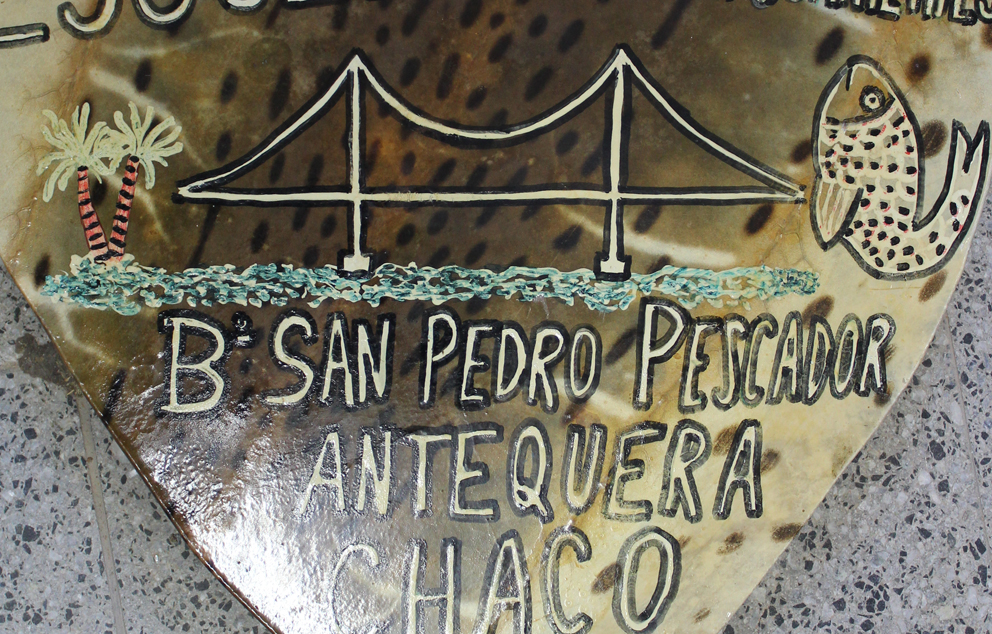 Bº SAN PEDRO PESCADOR
ANTEQUERA
CHACO